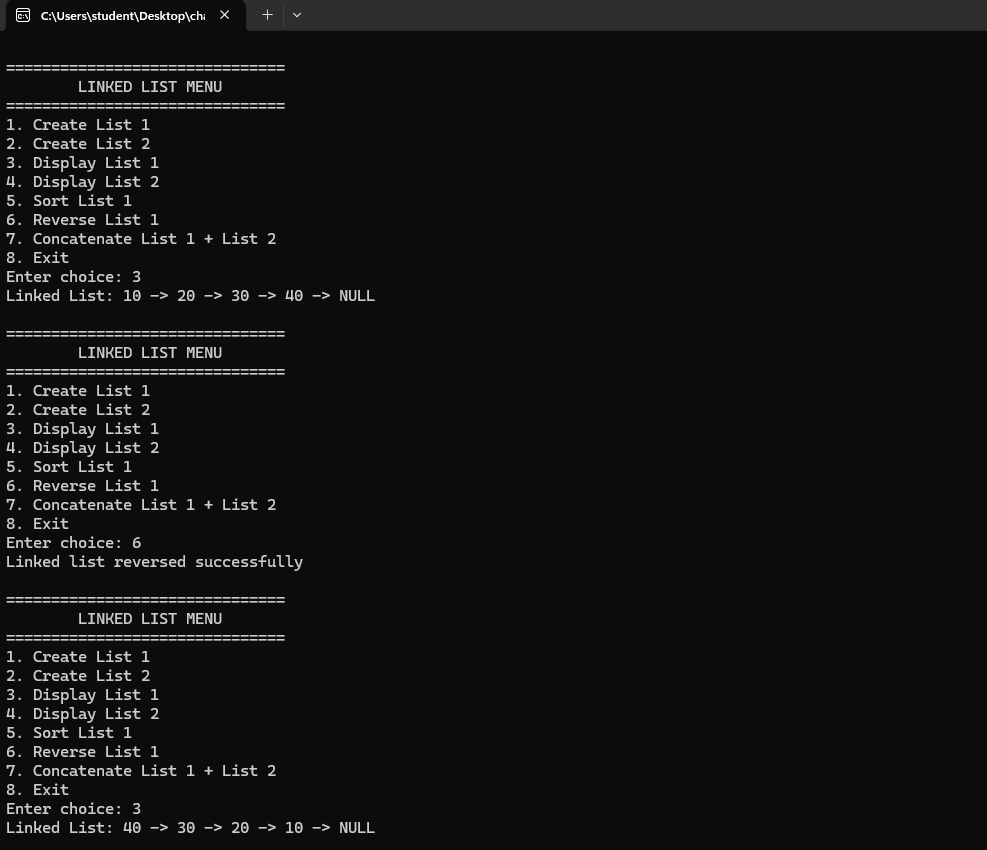 C:\Users\student\Desktop\cha
==============================
LINKED LIST MENU
==============================
1. Create List 1
2. Create List 2
3. Display List 1
4. Display List 2
5. Sort List 1
6. Reverse List 1
7. Concatenate List 1 + List 2
8. Exit
Enter choice: 3
Linked List: 10 -> 20 -> 30 -> 40 -> NULL
===============================
LINKED LIST MENU
===============================
1. Create List 1
2. Create List 2
3. Display List 1
4. Display List 2
5. Sort List 1
6. Reverse List 1
7. Concatenate List 1 + List 2
8. Exit
Enter choice: 6
Linked list reversed successfully
===============================
LINKED LIST MENU
===============================
1. Create List 1
2. Create List 2
3. Display List 1
4. Display List 2
5. Sort List 1
6. Reverse List 1
7. Concatenate List 1 + List 2
8. Exit
Enter choice: 3
Linked List: 40 -> 30 -> 20 -> 10 -> NULL